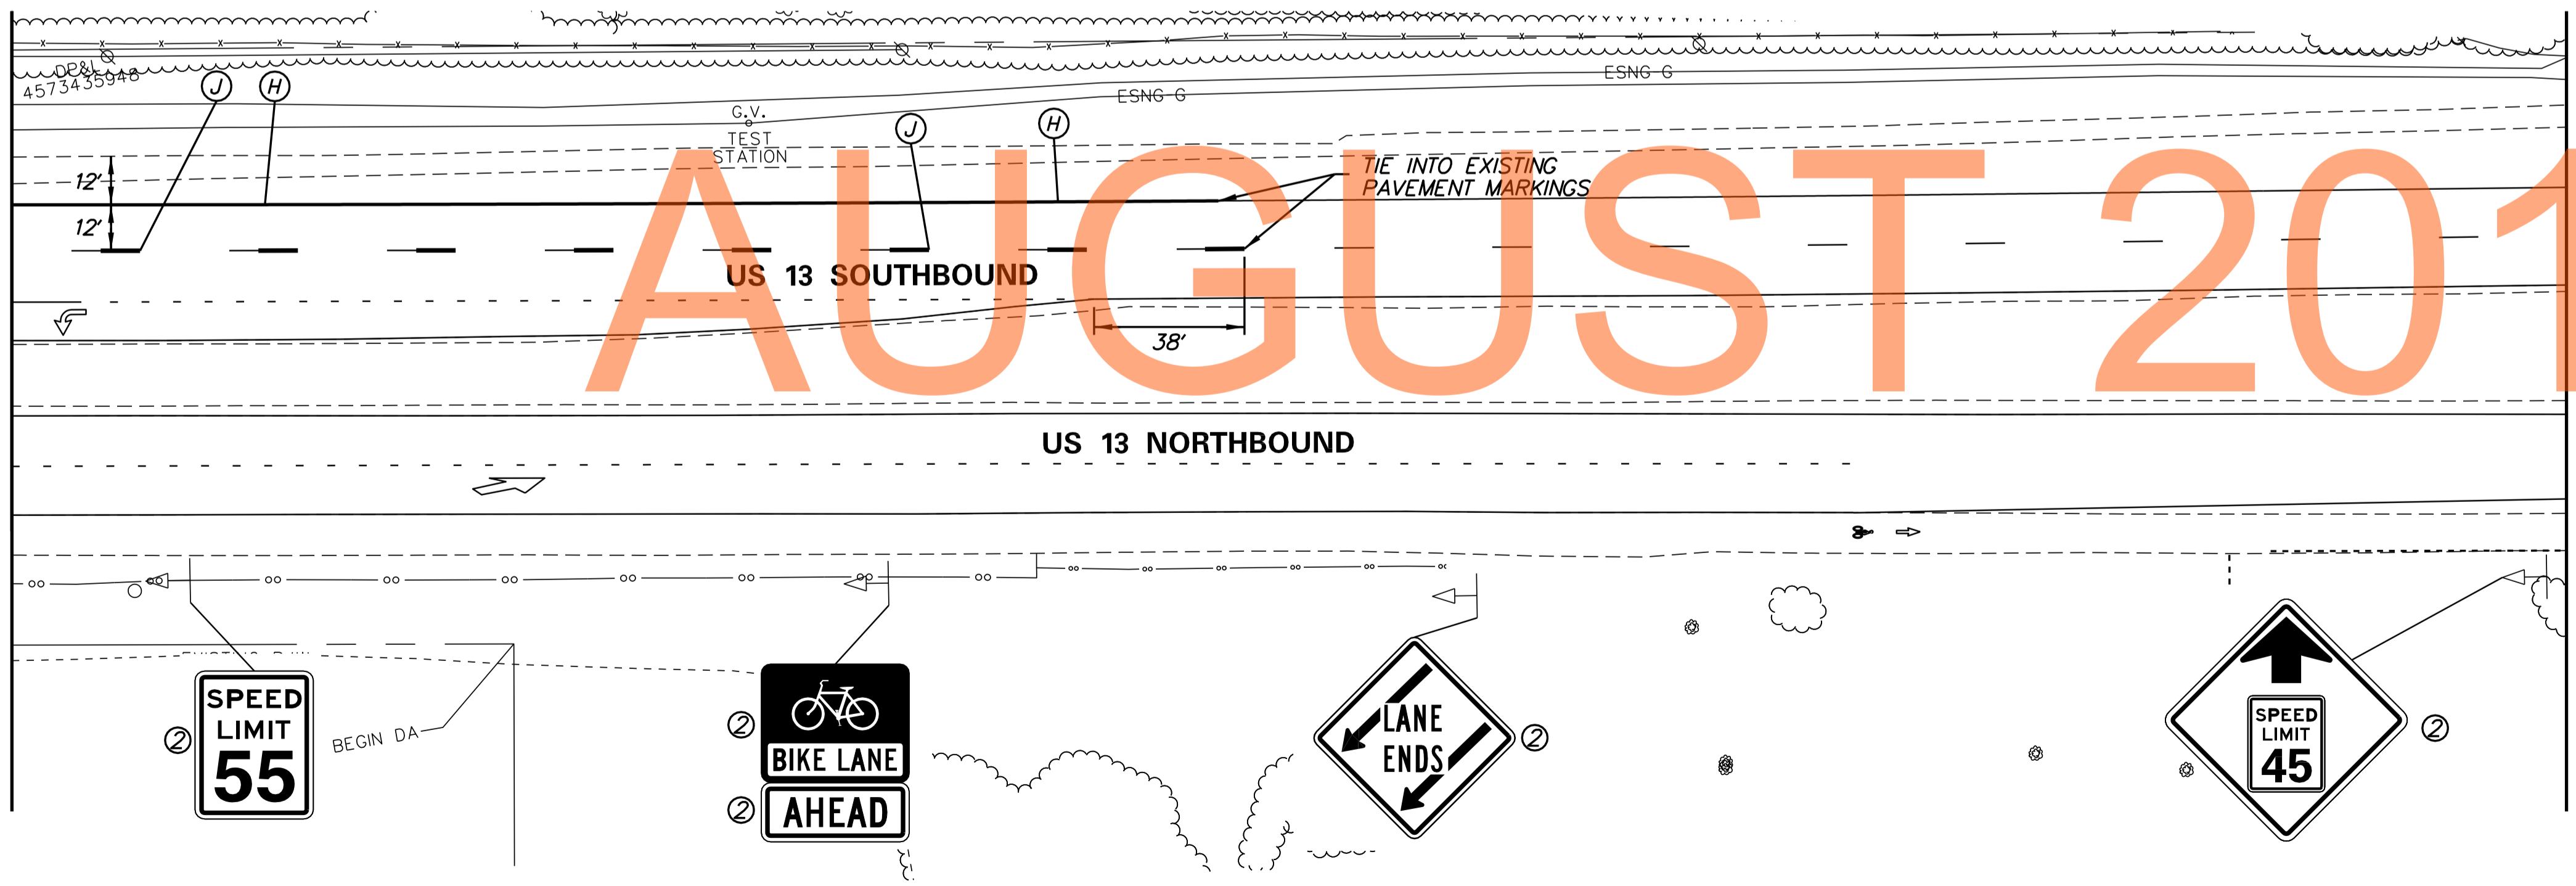 DP&L
4573435948
J
H
G.V.
TEST
STATION
J
H
ESNG-G
ESNG-G
TIE INTO EXISTING
PAVEMENT MARKINGS
12'
12'
AUGUST 201
US 13 SOUTHBOUND
38'
US 13 NORTHBOUND
SPEED
LIMIT
55
2
BEGIN DA
BIKE LANE
2
AHEAD
2
LANE
ENDS
2
SPEED
LIMIT
45
2